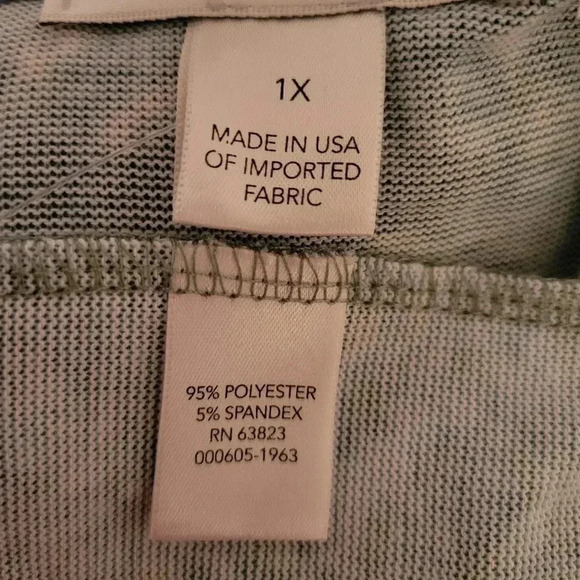 1X
MADE IN USA
OF IMPORTED
FABRIC
95% POLYESTER
5% SPANDEX
RN 63823
000605-1963